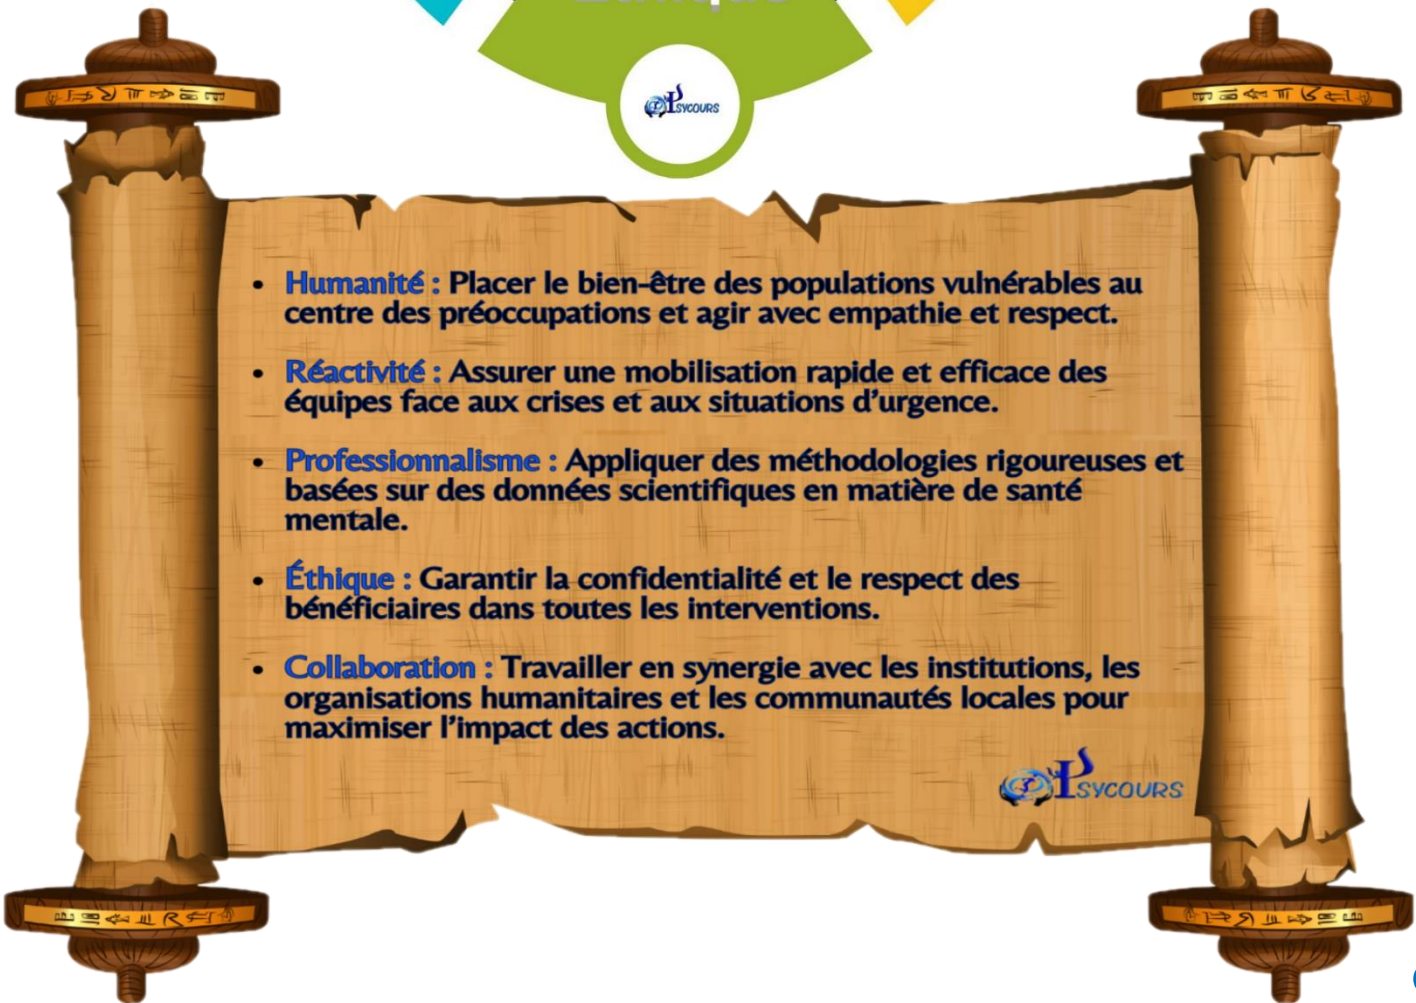 Éthique
PSYCOURS
• Humanité : Placer le bien-être des populations vulnérables au
centre des préoccupations et agir avec empathie et respect.
• Réactivité : Assurer une mobilisation rapide et efficace des
équipes face aux crises et aux situations d’urgence.
• Professionnalisme : Appliquer des méthodologies rigoureuses et
basées sur des données scientifiques en matière de santé
mentale.
• Éthique : Garantir la confidentialité et le respect des
bénéficiaires dans toutes les interventions.
• Collaboration : Travailler en synergie avec les institutions, les
organisations humanitaires et les communautés locales pour
maximiser l’impact des actions.
PSYCOURS